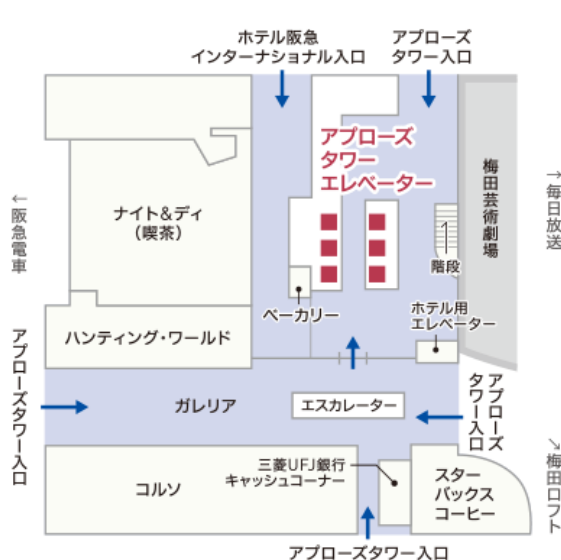 ホテル阪急
インターナショナル入口
アプローズ
タワー入口
アプローズ
タワー
エレベーター
梅田芸術劇場
→毎日放送
←阪急電車
ナイト&ディ
(喫茶)
階段
ベーカリー
ホテル用
エレベーター
ハンティング・ワールド
アプローズタワー入口
ガレリア
エスカレーター
アプローズ
タワー入口
三菱UFJ銀行
キャッシュコーナー
コルソ
スター
バックス
コーヒー
↘梅田ロフト
アプローズタワー入口